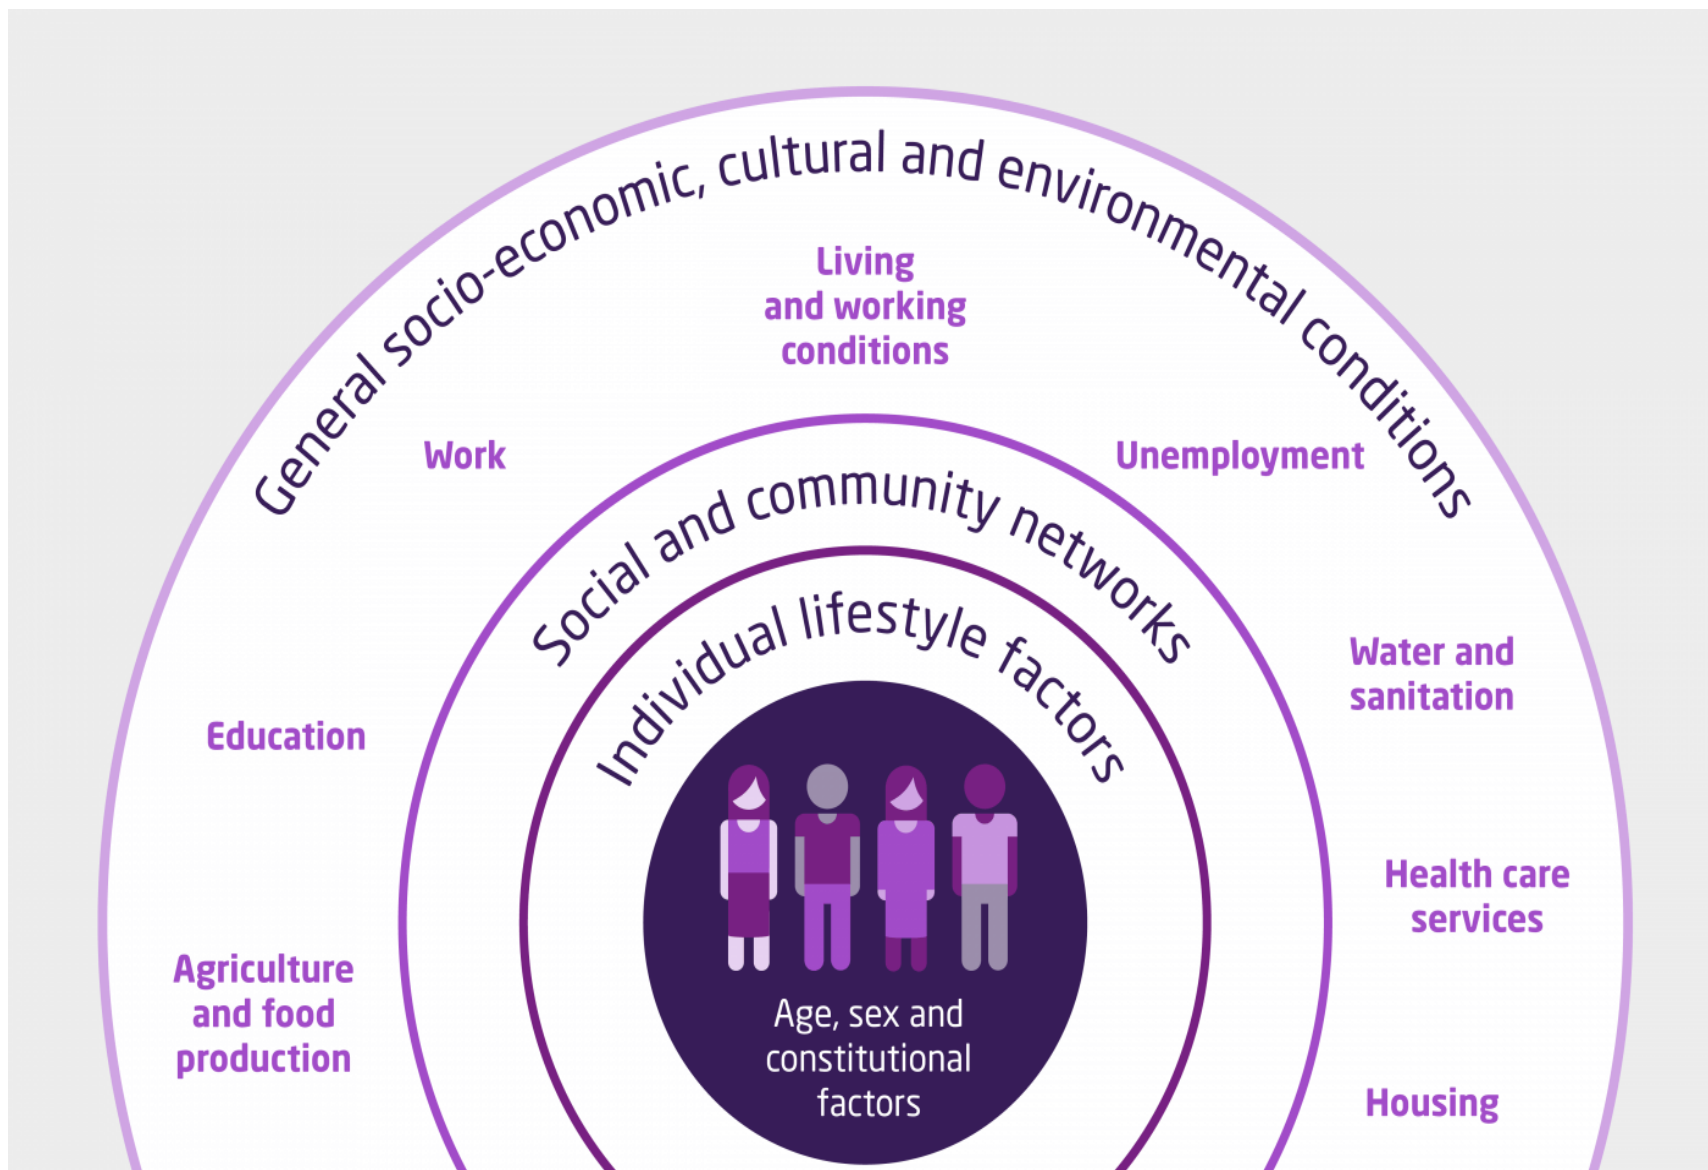 General socio-economic, cultural and environmental conditions
Living
and working
conditions
Work
Unemployment
Social and community networks
Individual lifestyle factors
Water and
sanitation
Education
Health care
services
Agriculture
and food
production
Age, sex and
constitutional
factors
Housing